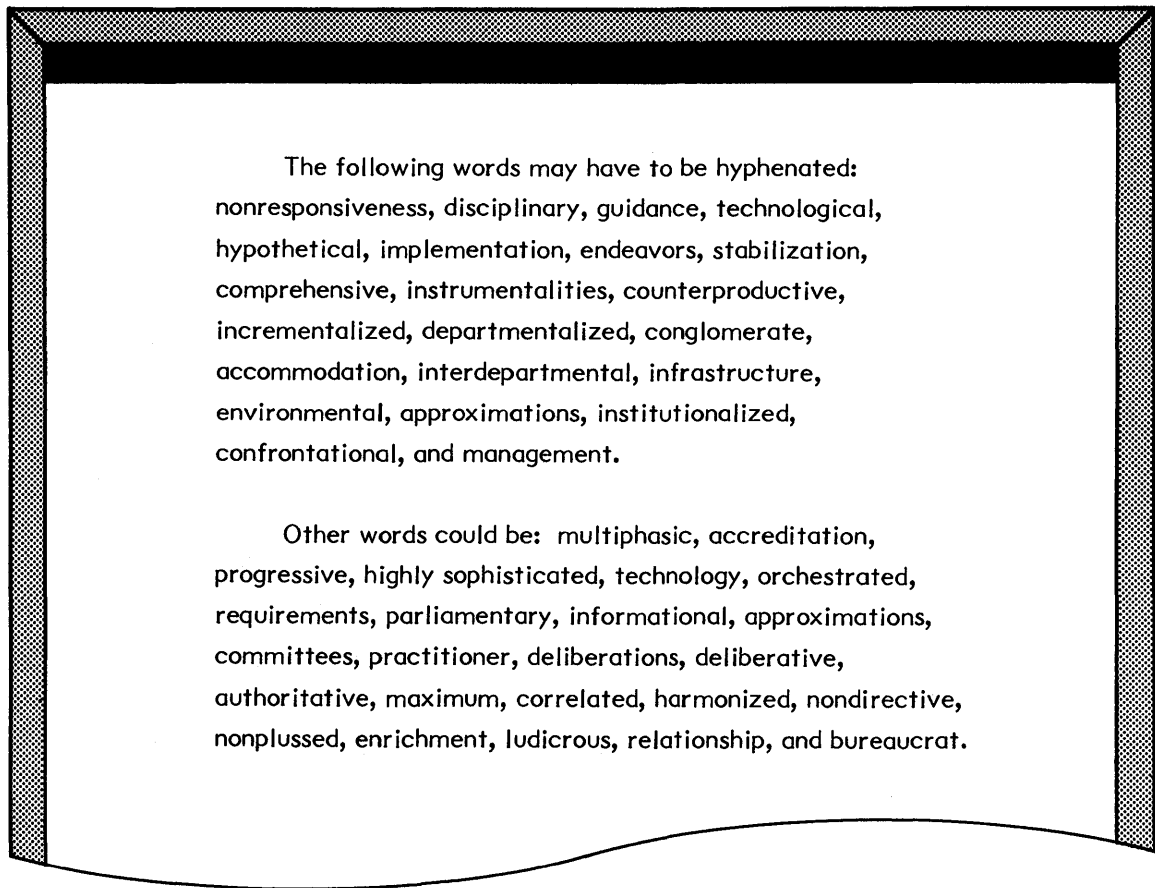 The following words may have to be hyphenated:
nonresponsiveness, disciplinary, guidance, technological,
hypothetical, implementation, endeavors, stabilization,
comprehensive, instrumentalities, counterproductive,
incrementalized, departmentalized, conglomerate,
accommodation, interdepartmental, infrastructure,
environmental, approximations, institutionalized,
confrontational, and management.
Other words could be: multiphasic, accreditation,
progressive, highly sophisticated, technology, orchestrated,
requirements, parliamentary, informational, approximations,
committees, practitioner, deliberations, deliberative,
authoritative, maximum, correlated, harmonized, nondirective,
nonplussed, enrichment, ludicrous, relationship, and bureaucrat.